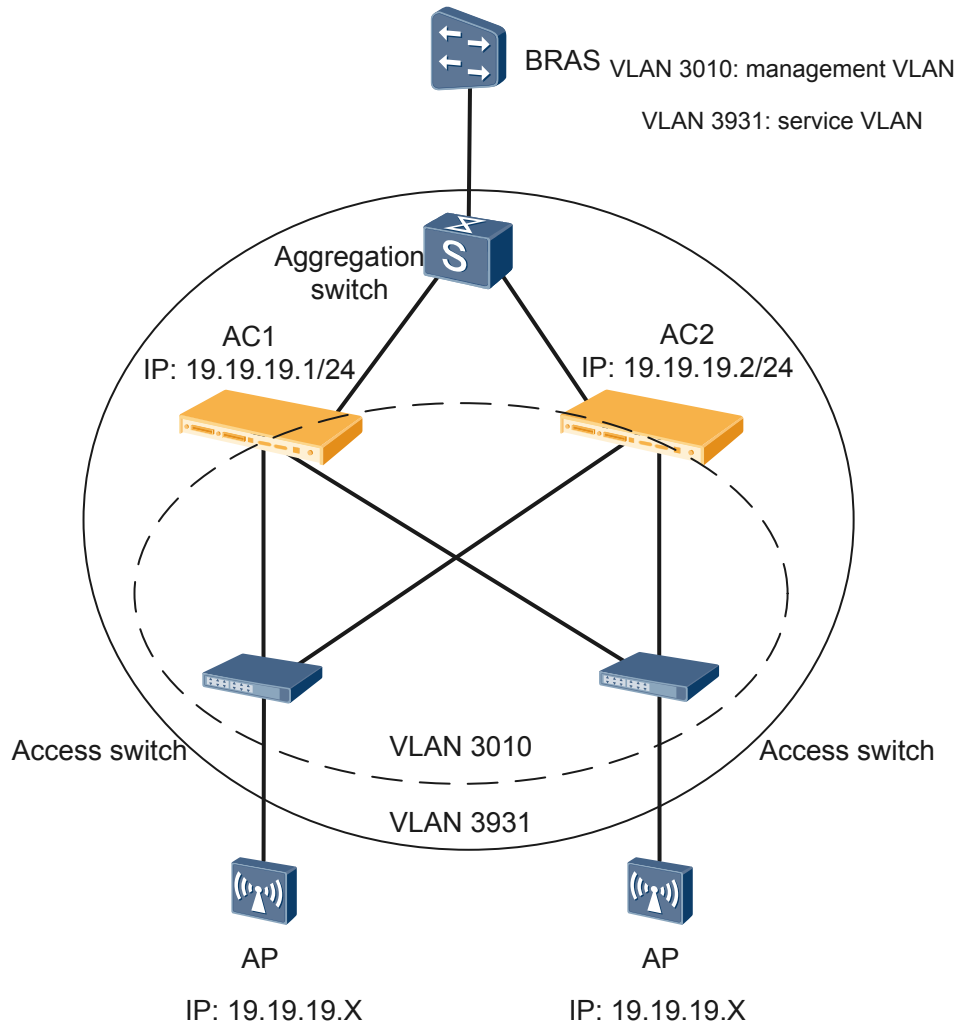 BRAS
VLAN 3010: management VLAN
VLAN 3931: service VLAN
S
Aggregation
switch
AC1
IP: 19.19.19.1/24
AC2
IP: 19.19.19.2/24
Access switch
VLAN 3010
Access switch
VLAN 3931
AP
IP: 19.19.19.X
AP
IP: 19.19.19.X